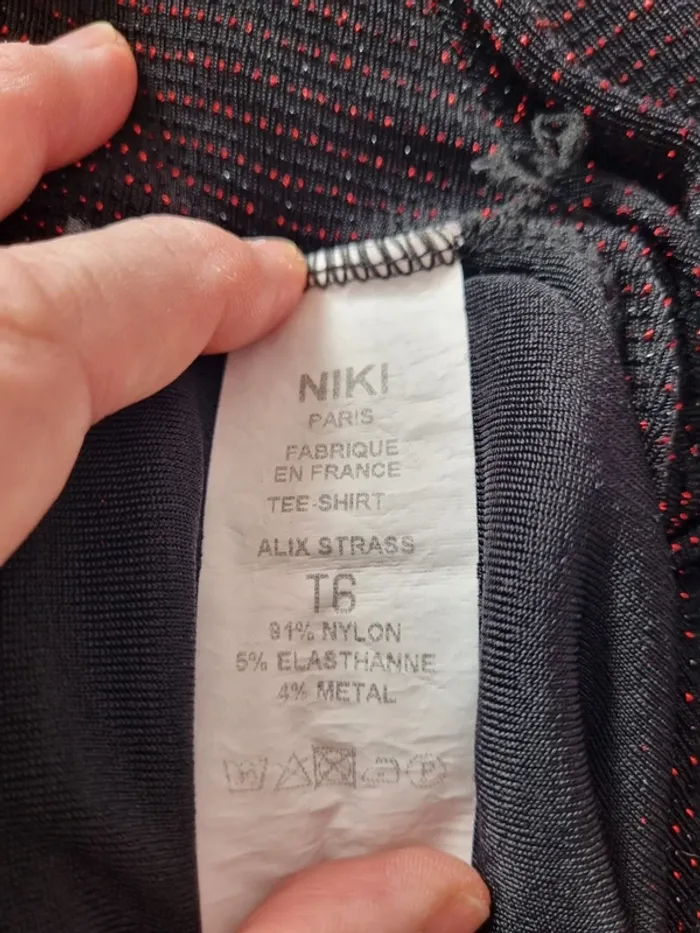 NIKI
PARIS
FABRIQUE
EN FRANCE
TEE-SHIRT
ALIX STRASS
T6
91% NYLON
5% ELASTHANNE
4% METAL
P